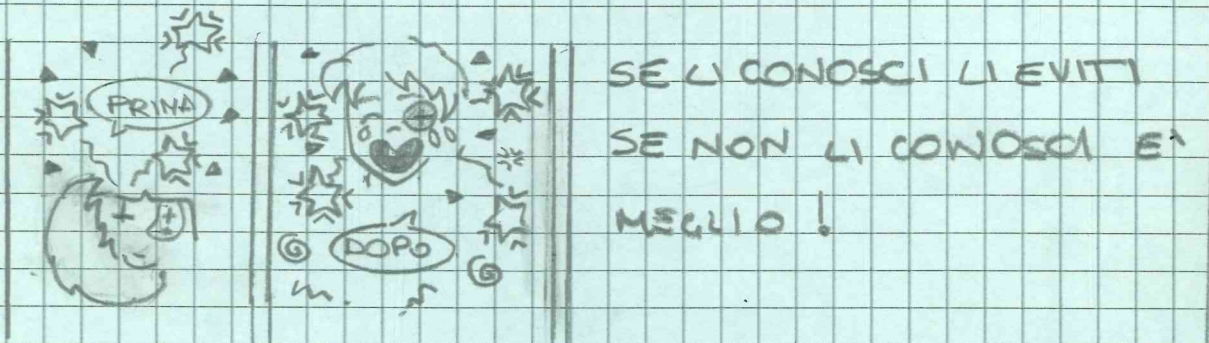 PRIMA
DOPO
SE LI CONOSCI LI EVITI
SE NON LI CONOSCI E'
MEGLIO !